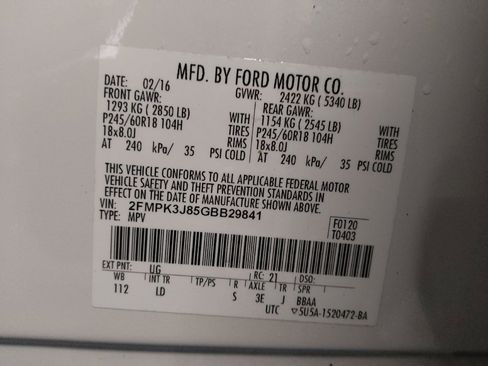 MFD. BY FORD MOTOR CO.
DATE: 02/16 GVWR: 2422 KG ( 5340 LB)
FRONT GAWR: REAR GAWR:
1293 KG ( 2850 LB) WITH 1154 KG ( 2545 LB) WITH
P245/60R18 104H TIRES P245/60R18 104H TIRES
18x8.0J RIMS 18x8.0J RIMS
AT 240 kPa/ 35 PSI COLD AT 240 kPa/ 35 PSI COLD
THIS VEHICLE CONFORMS TO ALL APPLICABLE FEDERAL MOTOR
VEHICLE SAFETY AND THEFT PREVENTION STANDARDS IN
EFFECT ON THE DATE OF MANUFACTURE SHOWN ABOVE.
VIN: 2FMPK3J85GBB29841 F0120
TYPE: MPV T0403
EXT PNT: UG RC: 21 DSO:
WB INT TR TP/PS R AXLE TR SPR
112 LD S 3E J BBAA
UTC ▽5U5A-1520472-BA